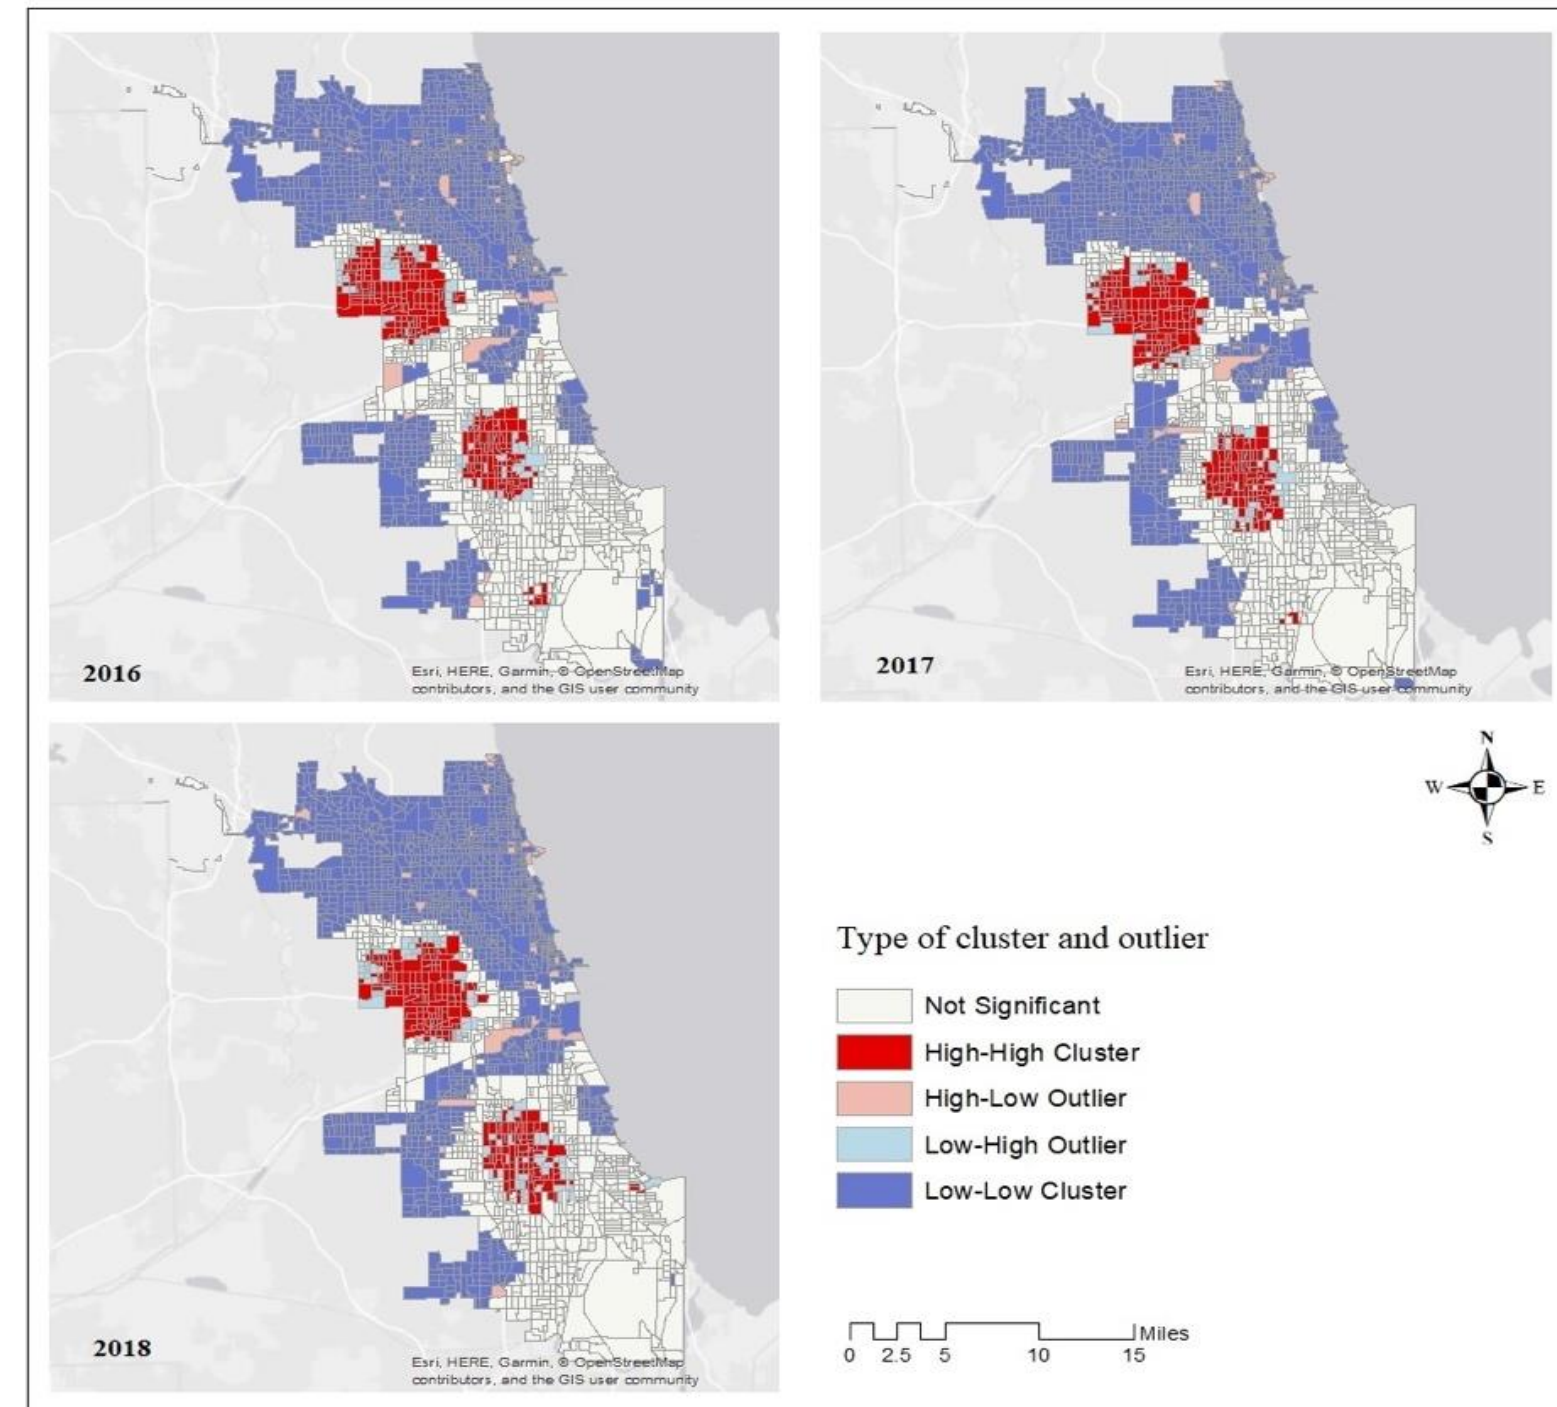 2016
Esri, HERE, Garmin, © OpenStreetMap
contributors, and the GIS user community
2017
Esri, HERE, Garmin, © OpenStreetMap
contributors, and the GIS user community
2018
Esri, HERE, Garmin, © OpenStreetMap
contributors, and the GIS user community
N
W E
S
Type of cluster and outlier
Not Significant
High-High Cluster
High-Low Outlier
Low-High Outlier
Low-Low Cluster
Miles
0 2.5 5 10 15